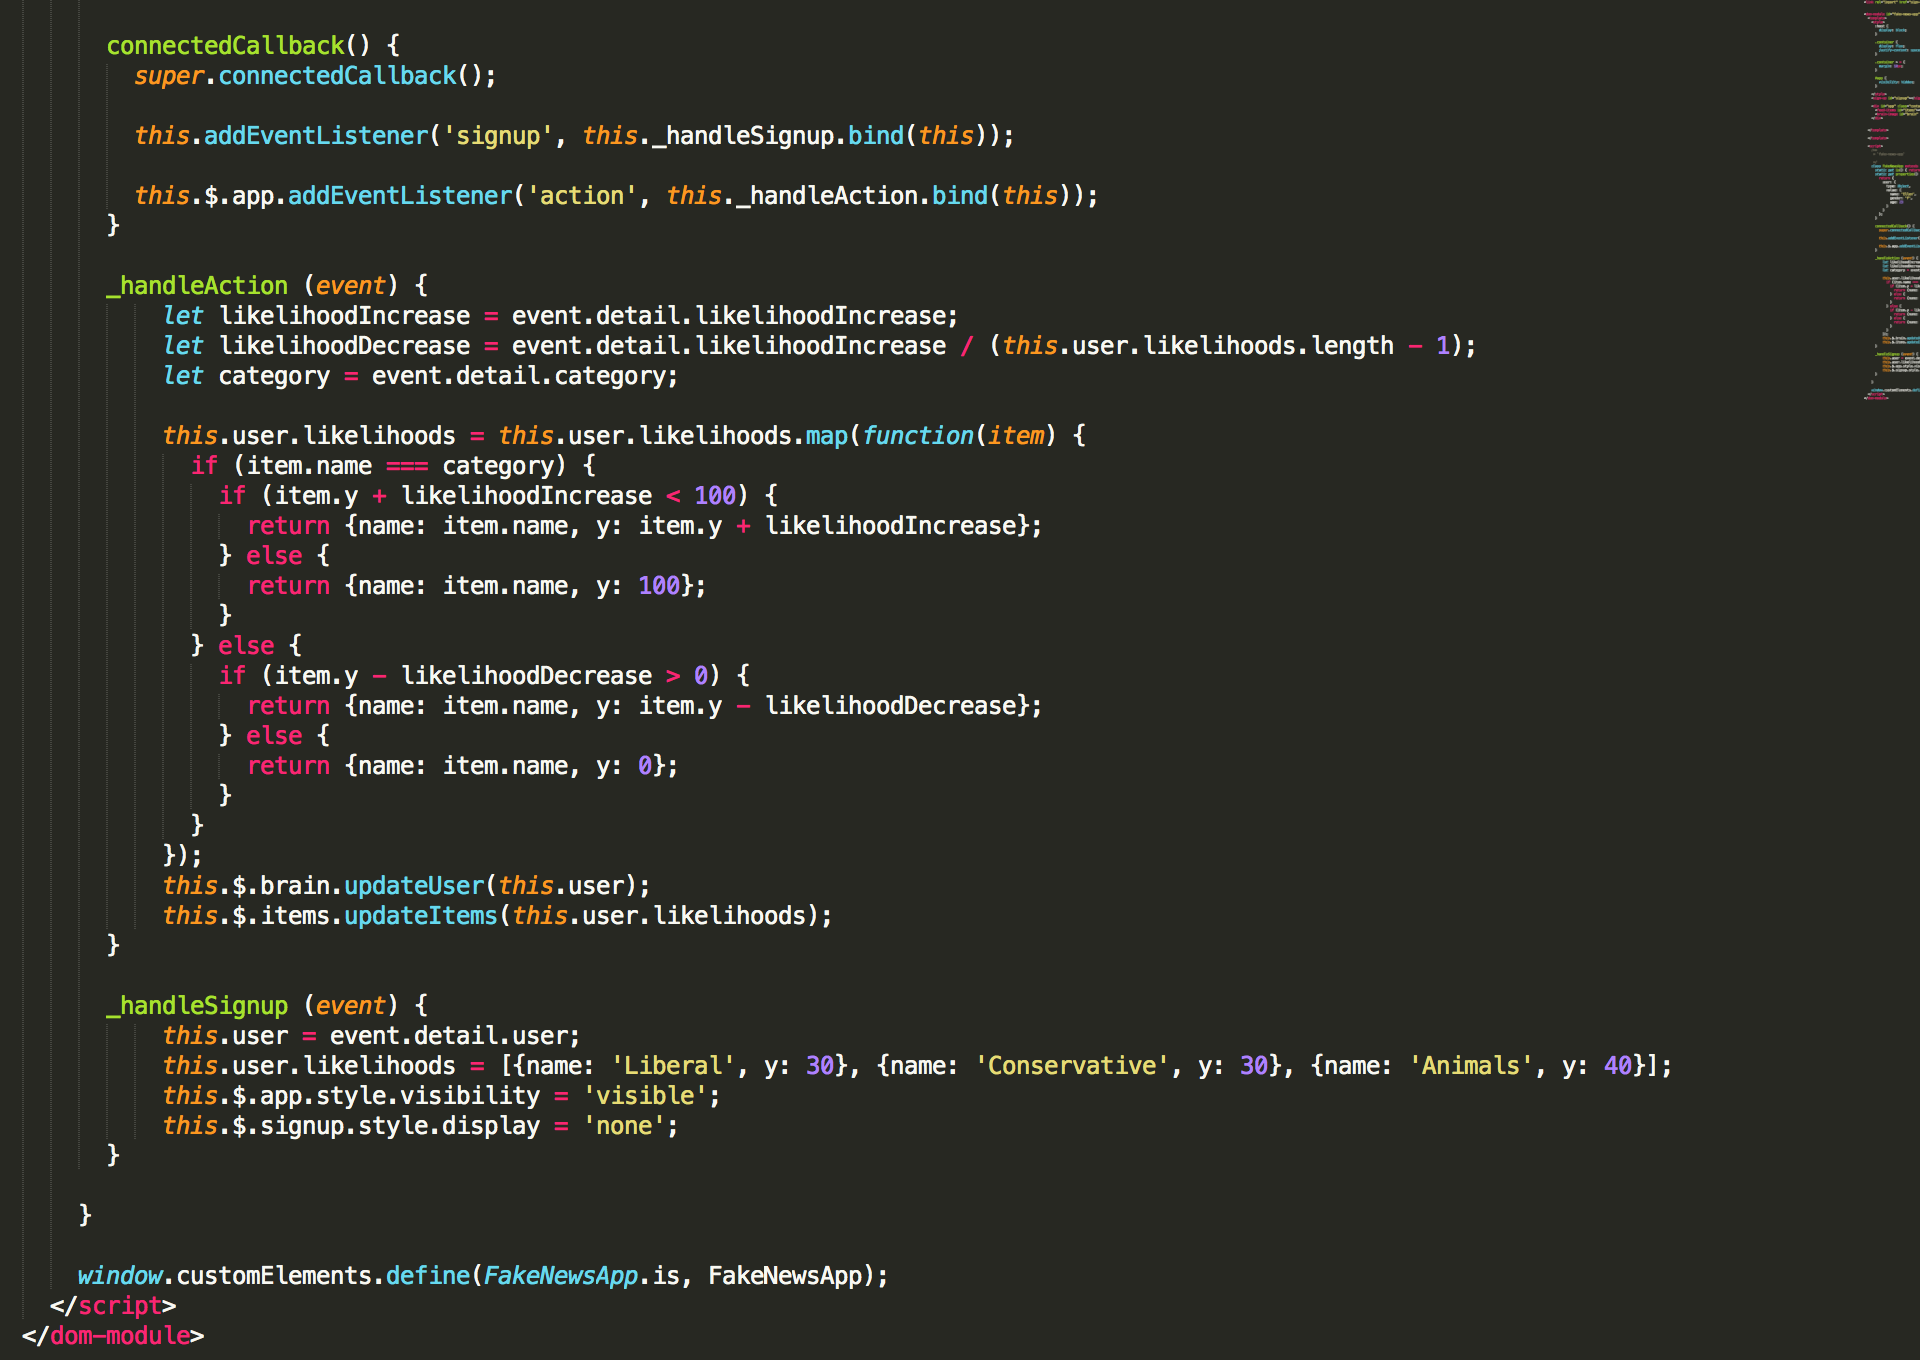 connectedCallback() {
super.connectedCallback();
this.addEventListener('signup', this._handleSignup.bind(this));
this.$.app.addEventListener('action', this._handleAction.bind(this));
}
_handleAction (event) {
let likelihoodIncrease = event.detail.likelihoodIncrease;
let likelihoodDecrease = event.detail.likelihoodIncrease / (this.user.likelihoods.length - 1);
let category = event.detail.category;
this.user.likelihoods = this.user.likelihoods.map(function(item) {
if (item.name === category) {
if (item.y + likelihoodIncrease < 100) {
return {name: item.name, y: item.y + likelihoodIncrease};
} else {
return {name: item.name, y: 100};
}
} else {
if (item.y - likelihoodDecrease > 0) {
return {name: item.name, y: item.y - likelihoodDecrease};
} else {
return {name: item.name, y: 0};
}
}
});
this.$.brain.updateUser(this.user);
this.$.items.updateItems(this.user.likelihoods);
}
_handleSignup (event) {
this.user = event.detail.user;
this.user.likelihoods = [{name: 'Liberal', y: 30}, {name: 'Conservative', y: 30}, {name: 'Animals', y: 40}];
this.$.app.style.visibility = 'visible';
this.$.signup.style.display = 'none';
}
}
window.customElements.define(FakeNewsApp.is, FakeNewsApp);
</script>
</dom-module>